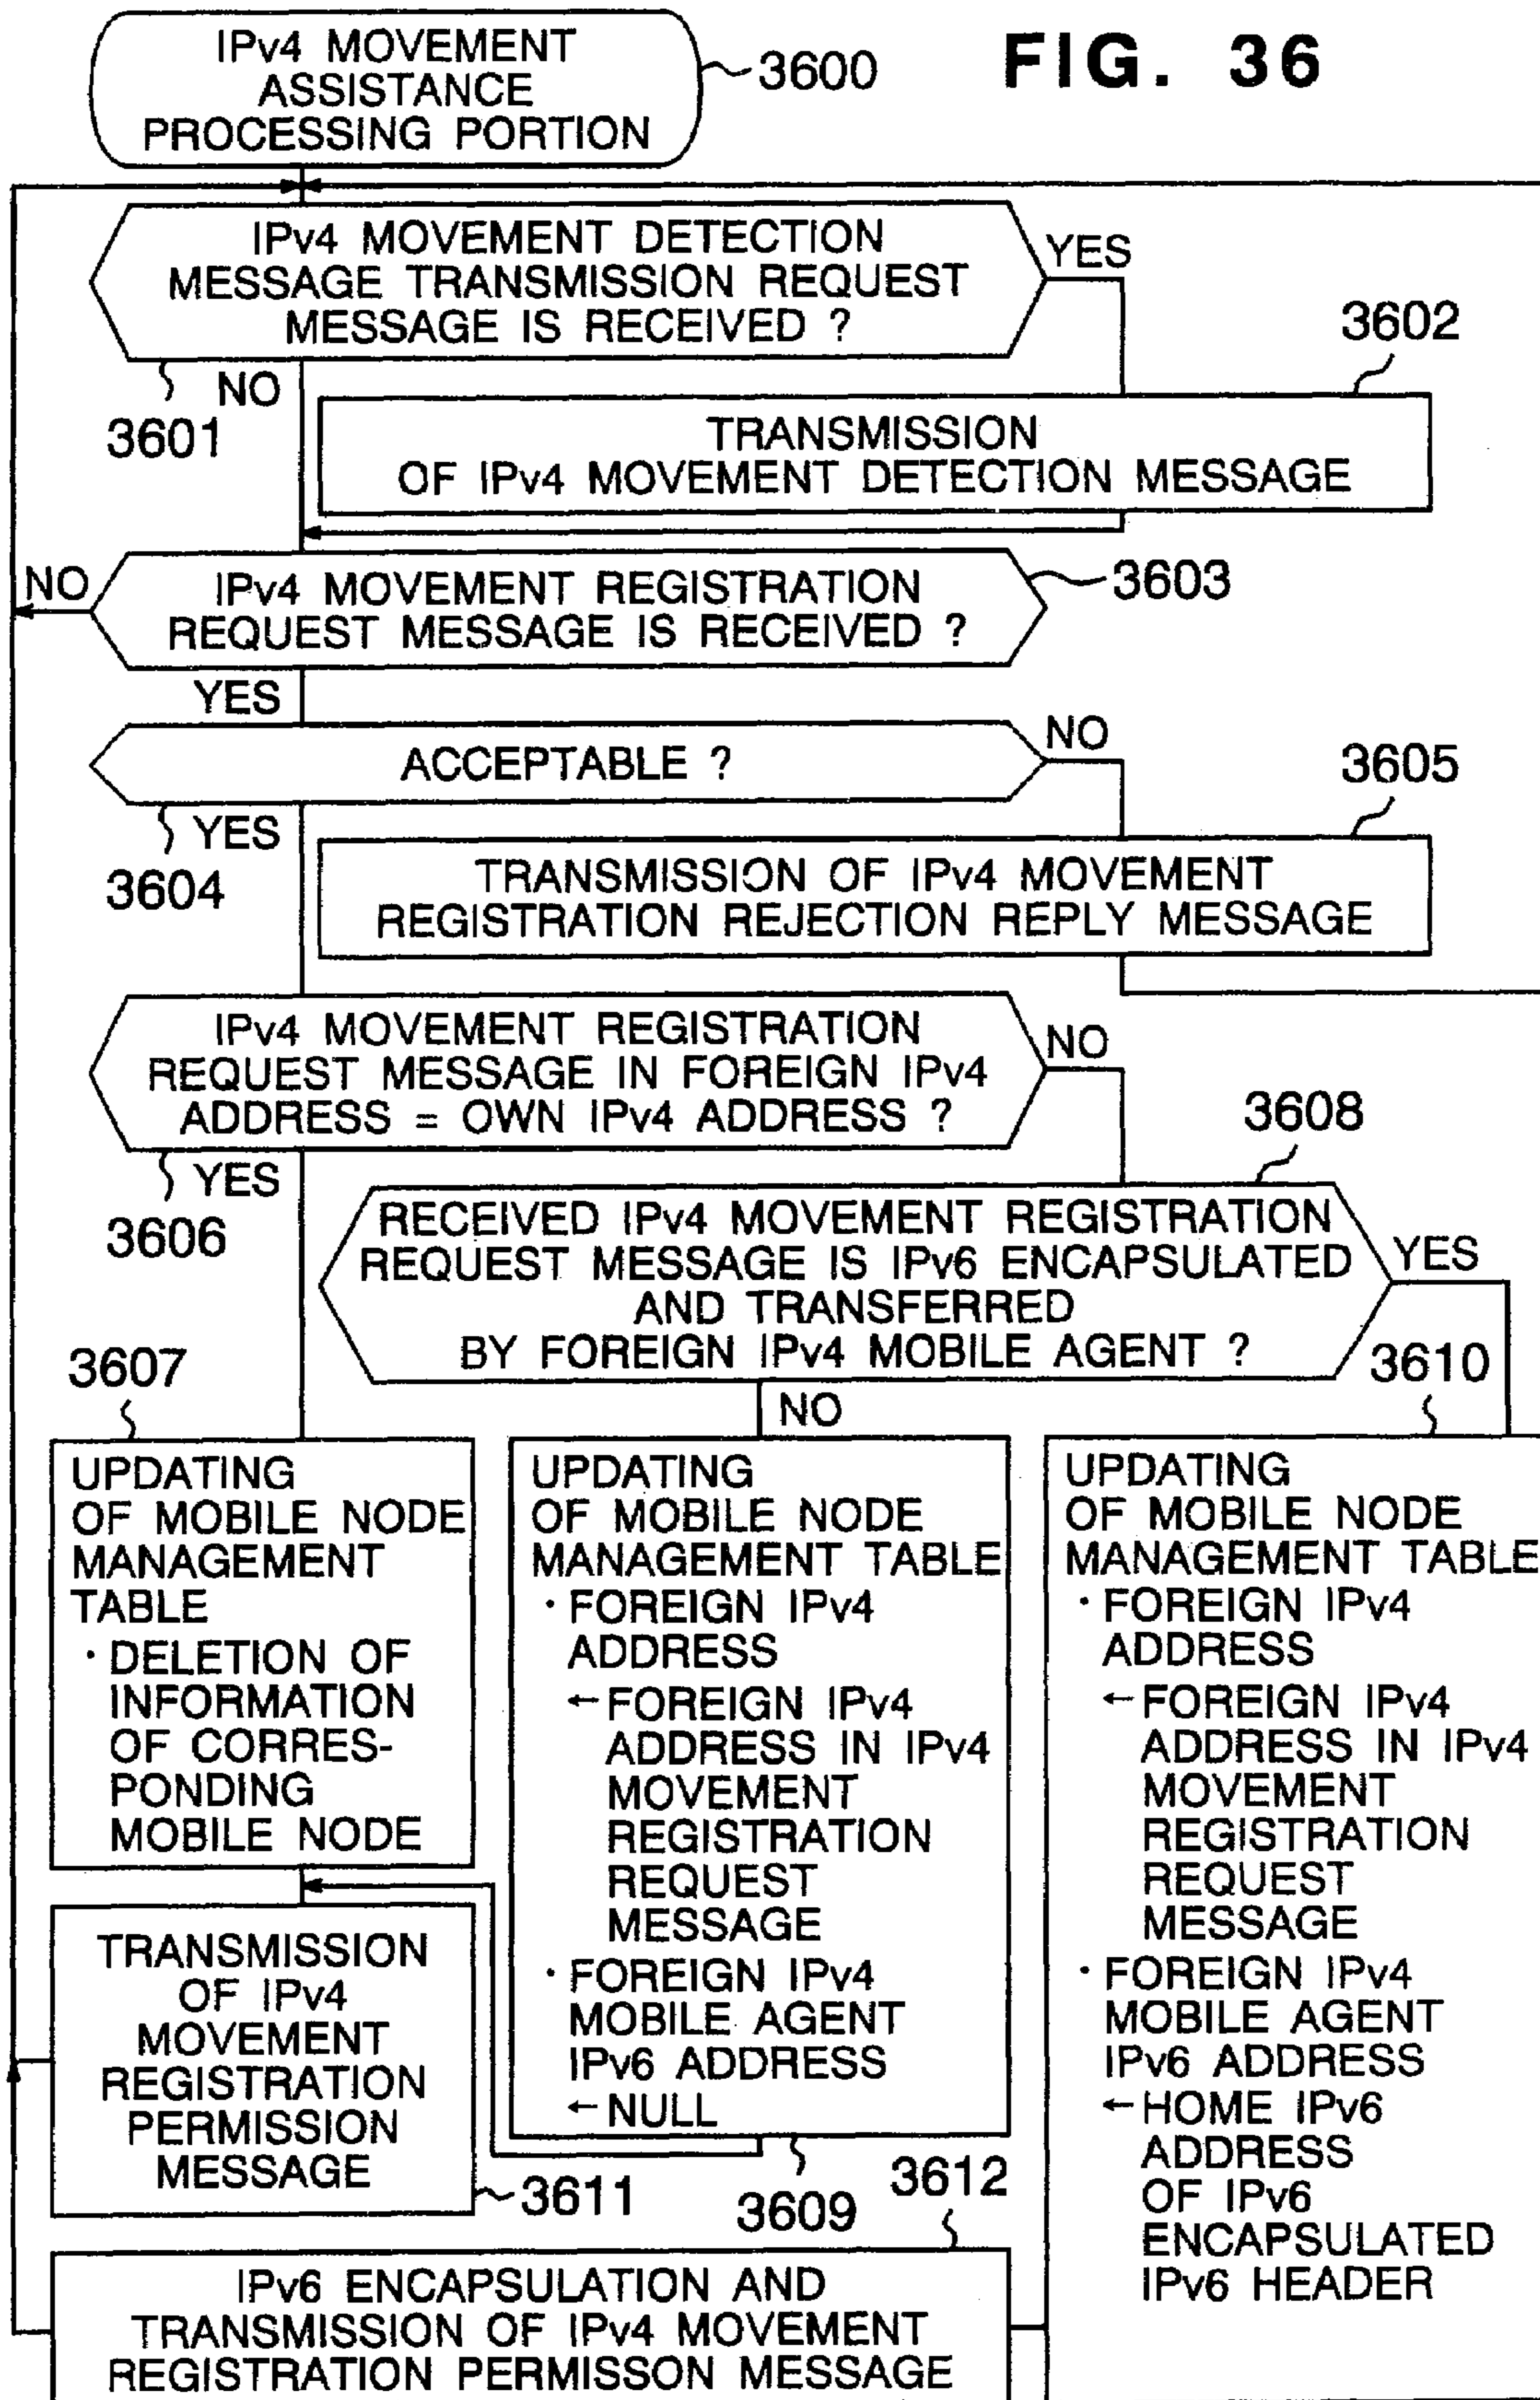 FIG. 36
IPv4 MOVEMENT
ASSISTANCE
PROCESSING PORTION
3600
IPv4 MOVEMENT DETECTION
MESSAGE TRANSMISSION REQUEST
MESSAGE IS RECEIVED ?
YES
3602
NO
3601
TRANSMISSION
OF IPv4 MOVEMENT DETECTION MESSAGE
NO
IPv4 MOVEMENT REGISTRATION
REQUEST MESSAGE IS RECEIVED ?
3603
YES
ACCEPTABLE ?
NO
3605
YES
3604
TRANSMISSION OF IPv4 MOVEMENT
REGISTRATION REJECTION REPLY MESSAGE
IPv4 MOVEMENT REGISTRATION
REQUEST MESSAGE IN FOREIGN IPv4
ADDRESS = OWN IPv4 ADDRESS ?
NO
3608
YES
3606
RECEIVED IPv4 MOVEMENT REGISTRATION
REQUEST MESSAGE IS IPv6 ENCAPSULATED
AND TRANSFERRED
BY FOREIGN IPv4 MOBILE AGENT ?
YES
3607
NO
3610
UPDATING
OF MOBILE NODE
MANAGEMENT
TABLE
· DELETION OF
INFORMATION
OF CORRES-
PONDING
MOBILE NODE
UPDATING
OF MOBILE NODE
MANAGEMENT TABLE
· FOREIGN IPv4
ADDRESS
← FOREIGN IPv4
ADDRESS IN IPv4
MOVEMENT
REGISTRATION
REQUEST
MESSAGE
· FOREIGN IPv4
MOBILE AGENT
IPv6 ADDRESS
← NULL
UPDATING
OF MOBILE NODE
MANAGEMENT TABLE
· FOREIGN IPv4
ADDRESS
← FOREIGN IPv4
ADDRESS IN IPv4
MOVEMENT
REGISTRATION
REQUEST
MESSAGE
· FOREIGN IPv4
MOBILE AGENT
IPv6 ADDRESS
← HOME IPv6
ADDRESS
OF IPv6
ENCAPSULATED
IPv6 HEADER
TRANSMISSION
OF IPv4
MOVEMENT
REGISTRATION
PERMISSION
MESSAGE
3611
3609
3612
IPv6 ENCAPSULATION AND
TRANSMISSION OF IPv4 MOVEMENT
REGISTRATION PERMISSON MESSAGE